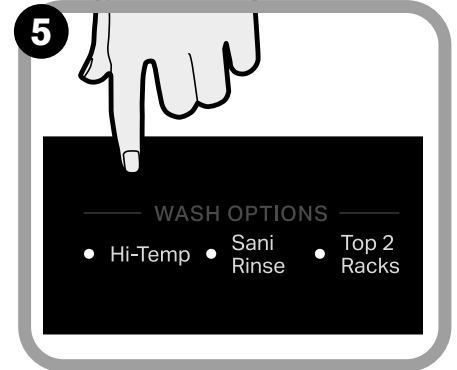 5
WASH OPTIONS
Hi-Temp
Sani
Rinse
Top 2
Racks